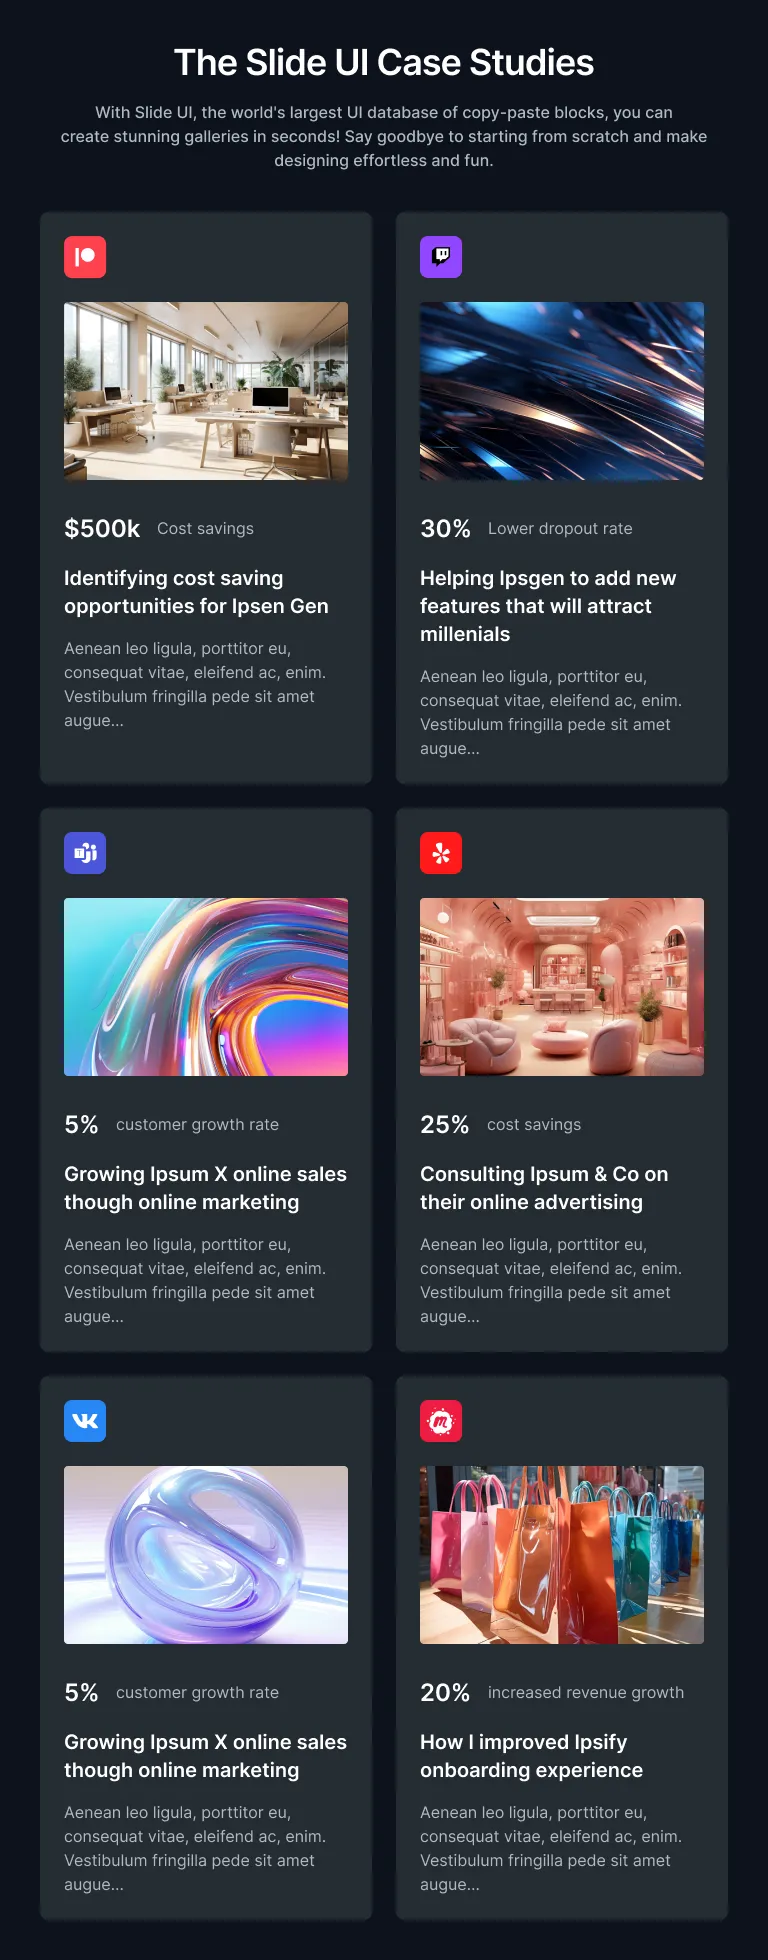 The Slide UI Case Studies
With Slide UI, the world's largest UI database of copy-paste blocks, you can
create stunning galleries in seconds! Say goodbye to starting from scratch and make
designing effortless and fun.
$500k Cost savings
Identifying cost saving
opportunities for Ipsen Gen
Aenean leo ligula, porttitor eu,
consequat vitae, eleifend ac, enim.
Vestibulum fringilla pede sit amet
augue...
30% Lower dropout rate
Helping Ipsgen to add new
features that will attract
millenials
Aenean leo ligula, porttitor eu,
consequat vitae, eleifend ac, enim.
Vestibulum fringilla pede sit amet
augue...
5% customer growth rate
Growing Ipsum X online sales
though online marketing
Aenean leo ligula, porttitor eu,
consequat vitae, eleifend ac, enim.
Vestibulum fringilla pede sit amet
augue...
25% cost savings
Consulting Ipsum & Co on
their online advertising
Aenean leo ligula, porttitor eu,
consequat vitae, eleifend ac, enim.
Vestibulum fringilla pede sit amet
augue...
5% customer growth rate
Growing Ipsum X online sales
though online marketing
Aenean leo ligula, porttitor eu,
consequat vitae, eleifend ac, enim.
Vestibulum fringilla pede sit amet
augue...
20% increased revenue growth
How I improved Ipsify
onboarding experience
Aenean leo ligula, porttitor eu,
consequat vitae, eleifend ac, enim.
Vestibulum fringilla pede sit amet
augue...